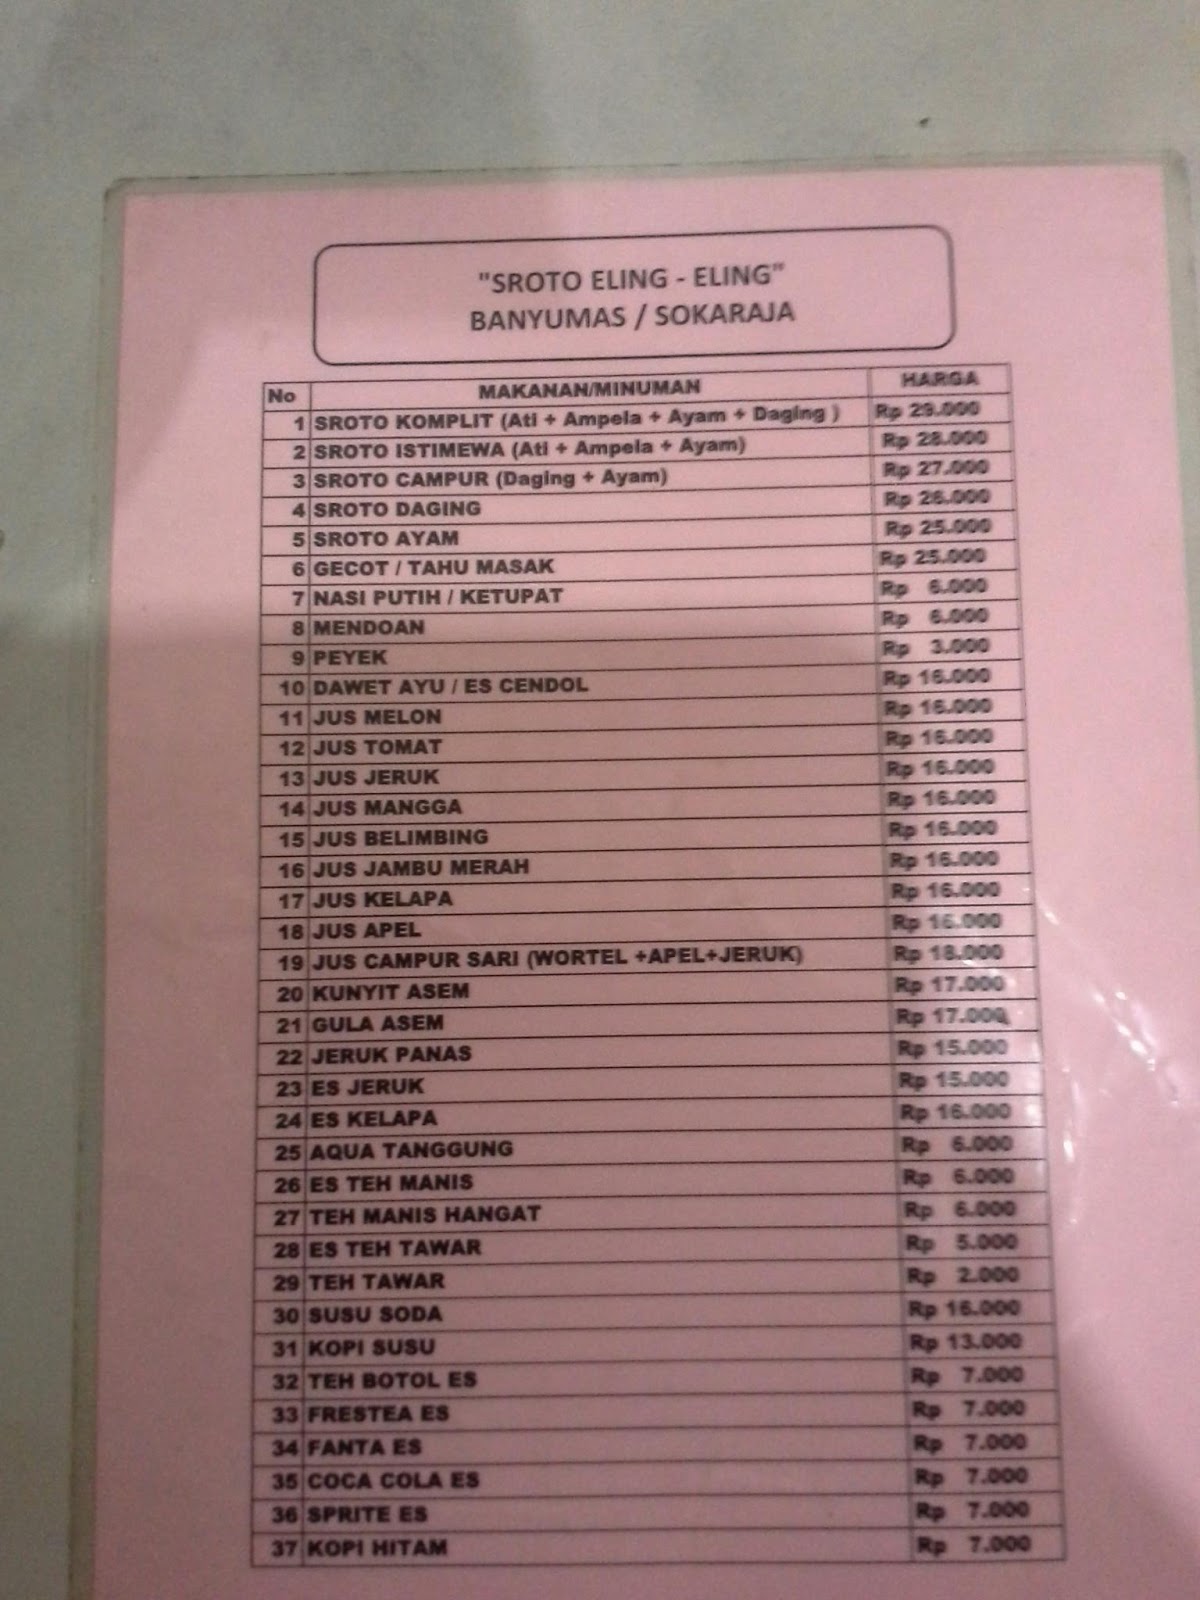 "SROTO ELING - ELING"
BANYUMAS / SOKARAJA
No MAKANAN/MINUMAN HARGA
1 SROTO KOMPLIT (Ati + Ampela + Ayam + Daging ) Rp 29.000
2 SROTO ISTIMEWA (Ati + Ampela + Ayam) Rp 28.000
3 SROTO CAMPUR (Daging + Ayam) Rp 27.000
4 SROTO DAGING Rp 26.000
5 SROTO AYAM Rp 25.000
6 GECOT / TAHU MASAK Rp 25.000
7 NASI PUTIH / KETUPAT Rp 6.000
8 MENDOAN Rp 6.000
9 PEYEK Rp 3.000
10 DAWET AYU / ES CENDOL Rp 16.000
11 JUS MELON Rp 16.000
12 JUS TOMAT Rp 16.000
13 JUS JERUK Rp 16.000
14 JUS MANGGA Rp 16.000
15 JUS BELIMBING Rp 16.000
16 JUS JAMBU MERAH Rp 16.000
17 JUS KELAPA Rp 16.000
18 JUS APEL Rp 16.000
19 JUS CAMPUR SARI (WORTEL +APEL+JERUK) Rp 18.000
20 KUNYIT ASEM Rp 17.000
21 GULA ASEM Rp 17.000
22 JERUK PANAS Rp 15.000
23 ES JERUK Rp 15.000
24 ES KELAPA Rp 16.000
25 AQUA TANGGUNG Rp 6.000
26 ES TEH MANIS Rp 6.000
27 TEH MANIS HANGAT Rp 6.000
28 ES TEH TAWAR Rp 5.000
29 TEH TAWAR Rp 2.000
30 SUSU SODA Rp 16.000
31 KOPI SUSU Rp 13.000
32 TEH BOTOL ES Rp 7.000
33 FRESTEA ES Rp 7.000
34 FANTA ES Rp 7.000
35 COCA COLA ES Rp 7.000
36 SPRITE ES Rp 7.000
37 KOPI HITAM Rp 7.000